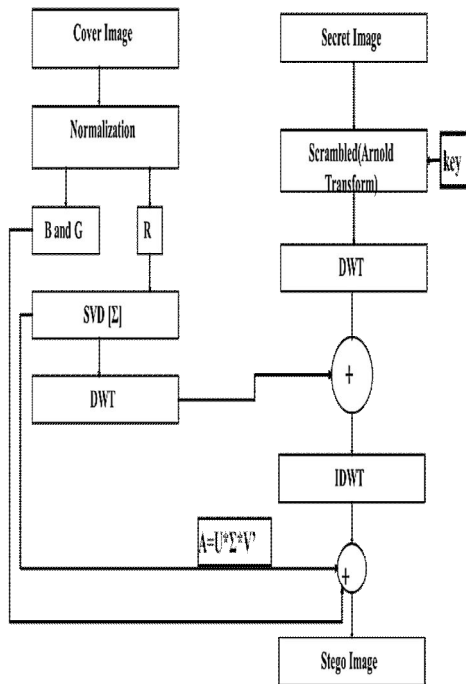 Cover Image
Secret Image
Normalization
Scrambled(Arnold
Transform)
key
B and G
R
DWT
SVD [Σ]
DWT
+
IDWT
A=U*Σ*V'
+
Stego Image